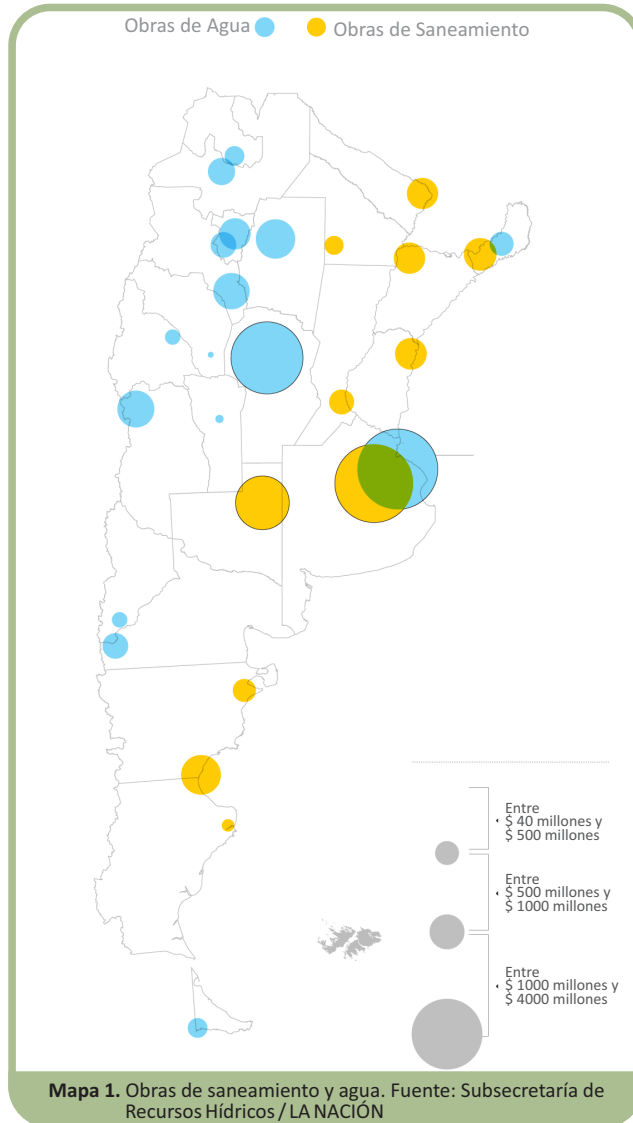 Obras de Agua
Obras de Saneamiento
Entre
$ 40 millones y
$ 500 millones
Entre
$ 500 millones y
$ 1000 millones
Entre
$ 1000 millones y
$ 4000 millones
Mapa 1. Obras de saneamiento y agua. Fuente: Subsecretaría de
Recursos Hídricos / LA NACIÓN